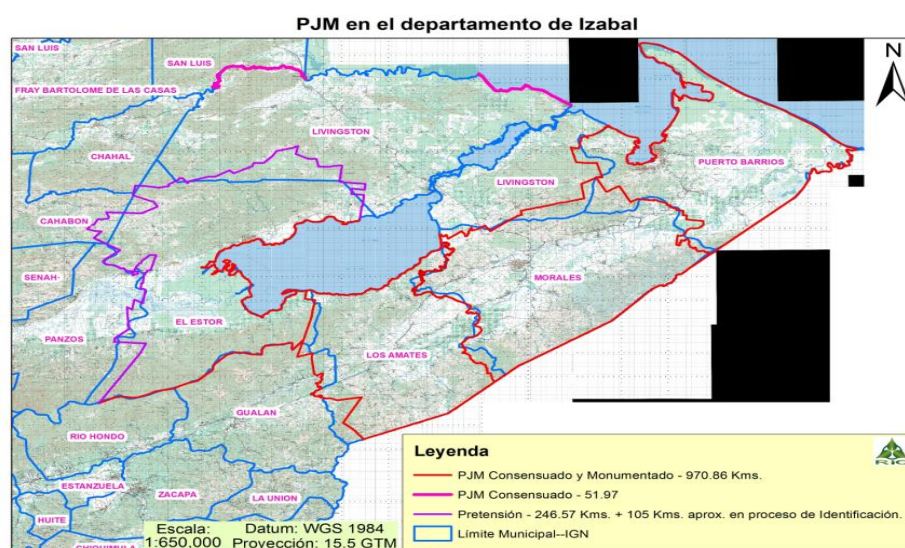 PJM en el departamento de Izabal
SAN LUIS
SAN LUIS
FRAY BARTOLOME DE LAS CASAS
LIVINGSTON
CHAHAL
PUERTO BARRIOS
LIVINGSTON
CAHABON
SENAH-
MORALES
EL ESTOR
PANZOS
LOS AMATES
GUALAN
RIO HONDO
ESTANZUELA
ZACAPA
LA UNION
HUITE
CHIQUIMULA
N
Escala:
1:650,000
Datum: WGS 1984
Proyección: 15.5 GTM
Leyenda
RIC
PJM Consensuado y Monumentado - 970.86 Kms.
PJM Consensuado - 51.97
Pretensión - 246.57 Kms. + 105 Kms. aprox. en proceso de Identificación.
Límite Municipal--IGN